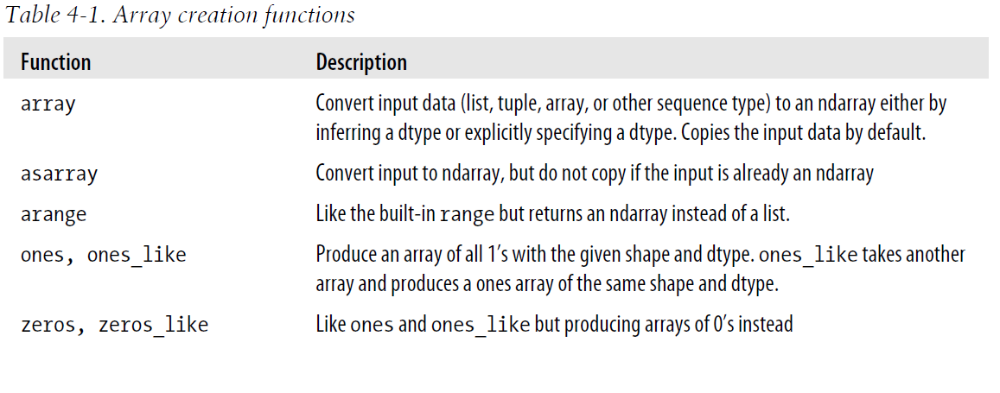 Table 4-1. Array creation functions
Function Description
array Convert input data (list, tuple, array, or other sequence type) to an ndarray either by
inferring a dtype or explicitly specifying a dtype. Copies the input data by default.
asarray Convert input to ndarray, but do not copy if the input is already an ndarray
arange Like the built-in range but returns an ndarray instead of a list.
ones, ones_like Produce an array of all 1’s with the given shape and dtype. ones_like takes another
array and produces a ones array of the same shape and dtype.
zeros, zeros_like Like ones and ones_like but producing arrays of 0’s instead